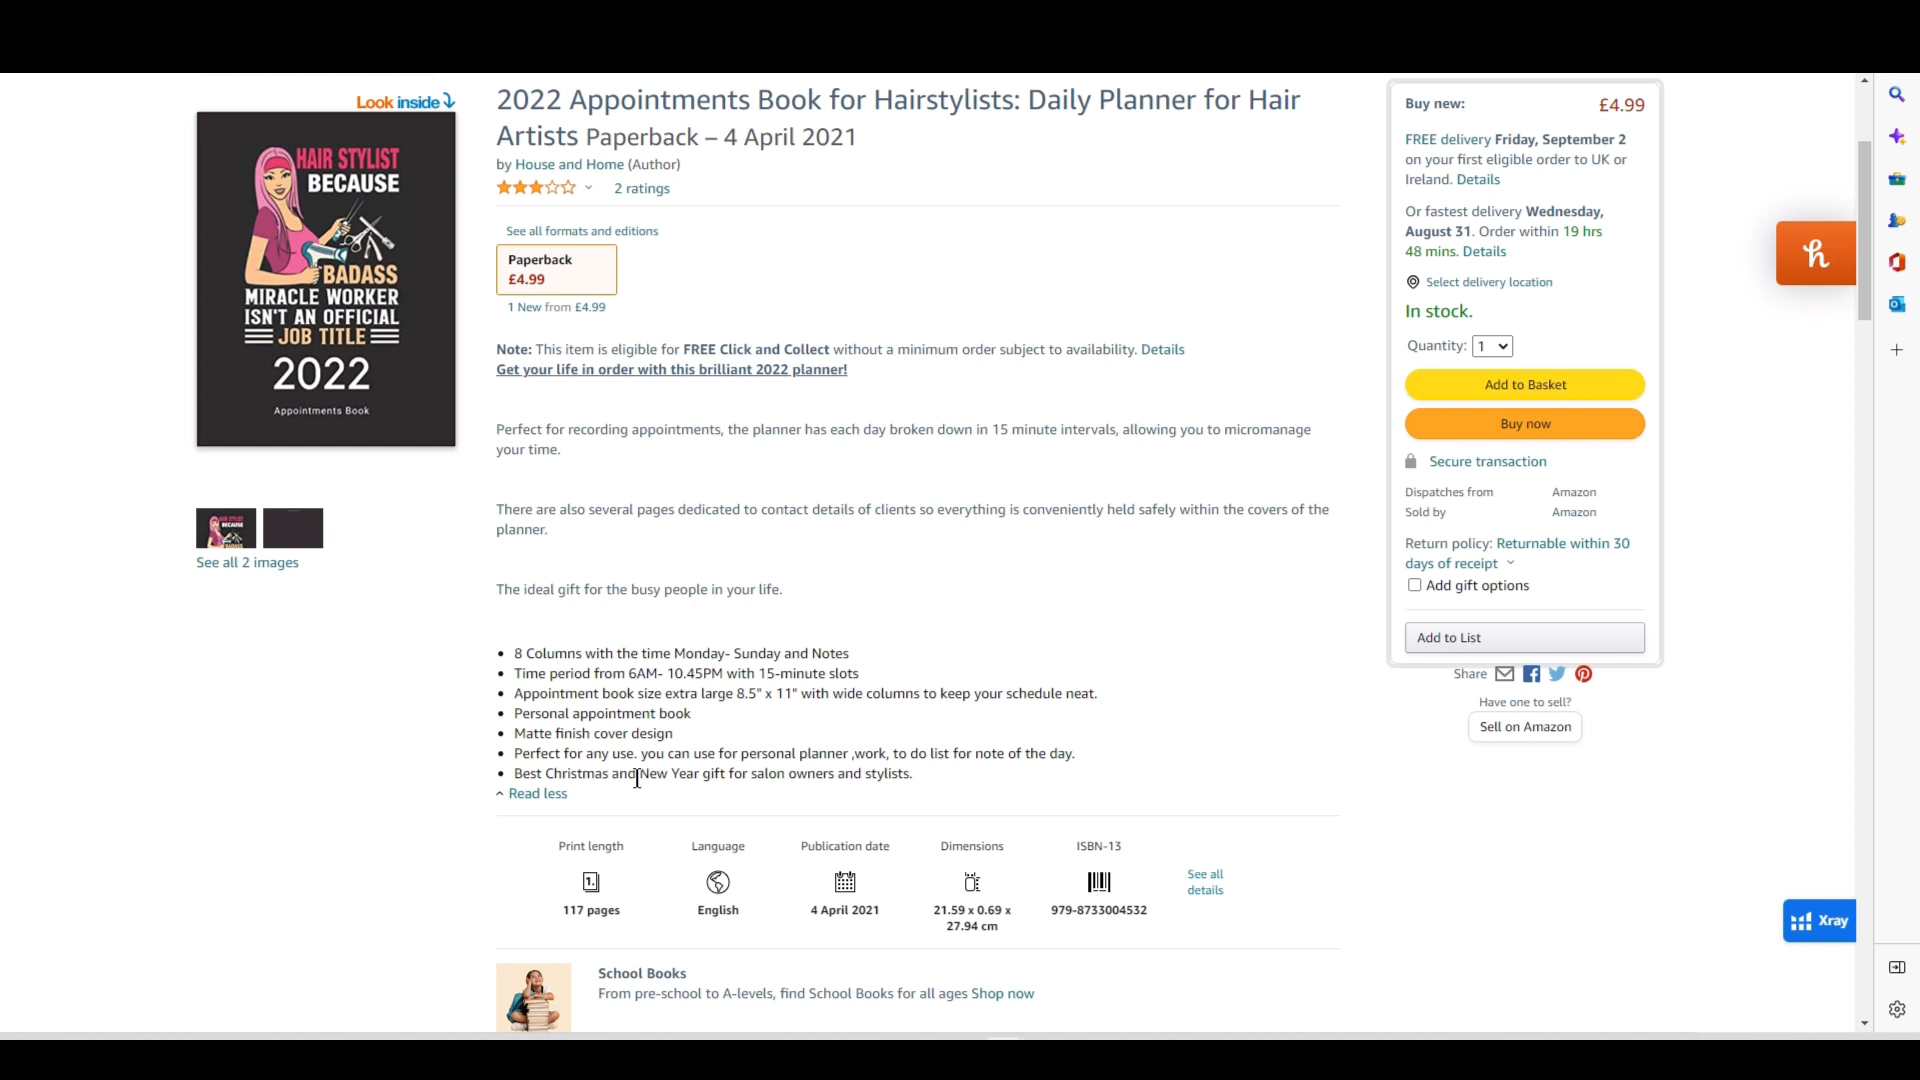 Look inside
HAIR STYLIST
BECAUSE
BADASS
MIRACLE WORKER
ISN'T AN OFFICIAL
JOB TITLE
2022
Appointments Book
See all 2 images
2022 Appointments Book for Hairstylists: Daily Planner for Hair
Artists Paperback – 4 April 2021
by House and Home (Author)
2 ratings
See all formats and editions
Paperback
£4.99
1 New from £4.99
Note: This item is eligible for FREE Click and Collect without a minimum order subject to availability. Details
Get your life in order with this brilliant 2022 planner!
Perfect for recording appointments, the planner has each day broken down in 15 minute intervals, allowing you to micromanage
your time.
There are also several pages dedicated to contact details of clients so everything is conveniently held safely within the covers of the
planner.
The ideal gift for the busy people in your life.
• 8 Columns with the time Monday- Sunday and Notes
• Time period from 6AM- 10.45PM with 15-minute slots
• Appointment book size extra large 8.5" x 11" with wide columns to keep your schedule neat.
• Personal appointment book
• Matte finish cover design
• Perfect for any use. you can use for personal planner ,work, to do list for note of the day.
• Best Christmas and New Year gift for salon owners and stylists.
Read less
Print length
1.
117 pages
Language
English
Publication date
4 April 2021
Dimensions
21.59 x 0.69 x
27.94 cm
ISBN-13
979-8733004532
See all
details
School Books
From pre-school to A-levels, find School Books for all ages Shop now
Buy new: £4.99
FREE delivery Friday, September 2
on your first eligible order to UK or
Ireland. Details
Or fastest delivery Wednesday,
August 31. Order within 19 hrs
48 mins. Details
Select delivery location
In stock.
Quantity: 1
Add to Basket
Buy now
Secure transaction
Dispatches from Amazon
Sold by Amazon
Return policy: Returnable within 30
days of receipt
Add gift options
Add to List
Share
Have one to sell?
Sell on Amazon
h
Xray